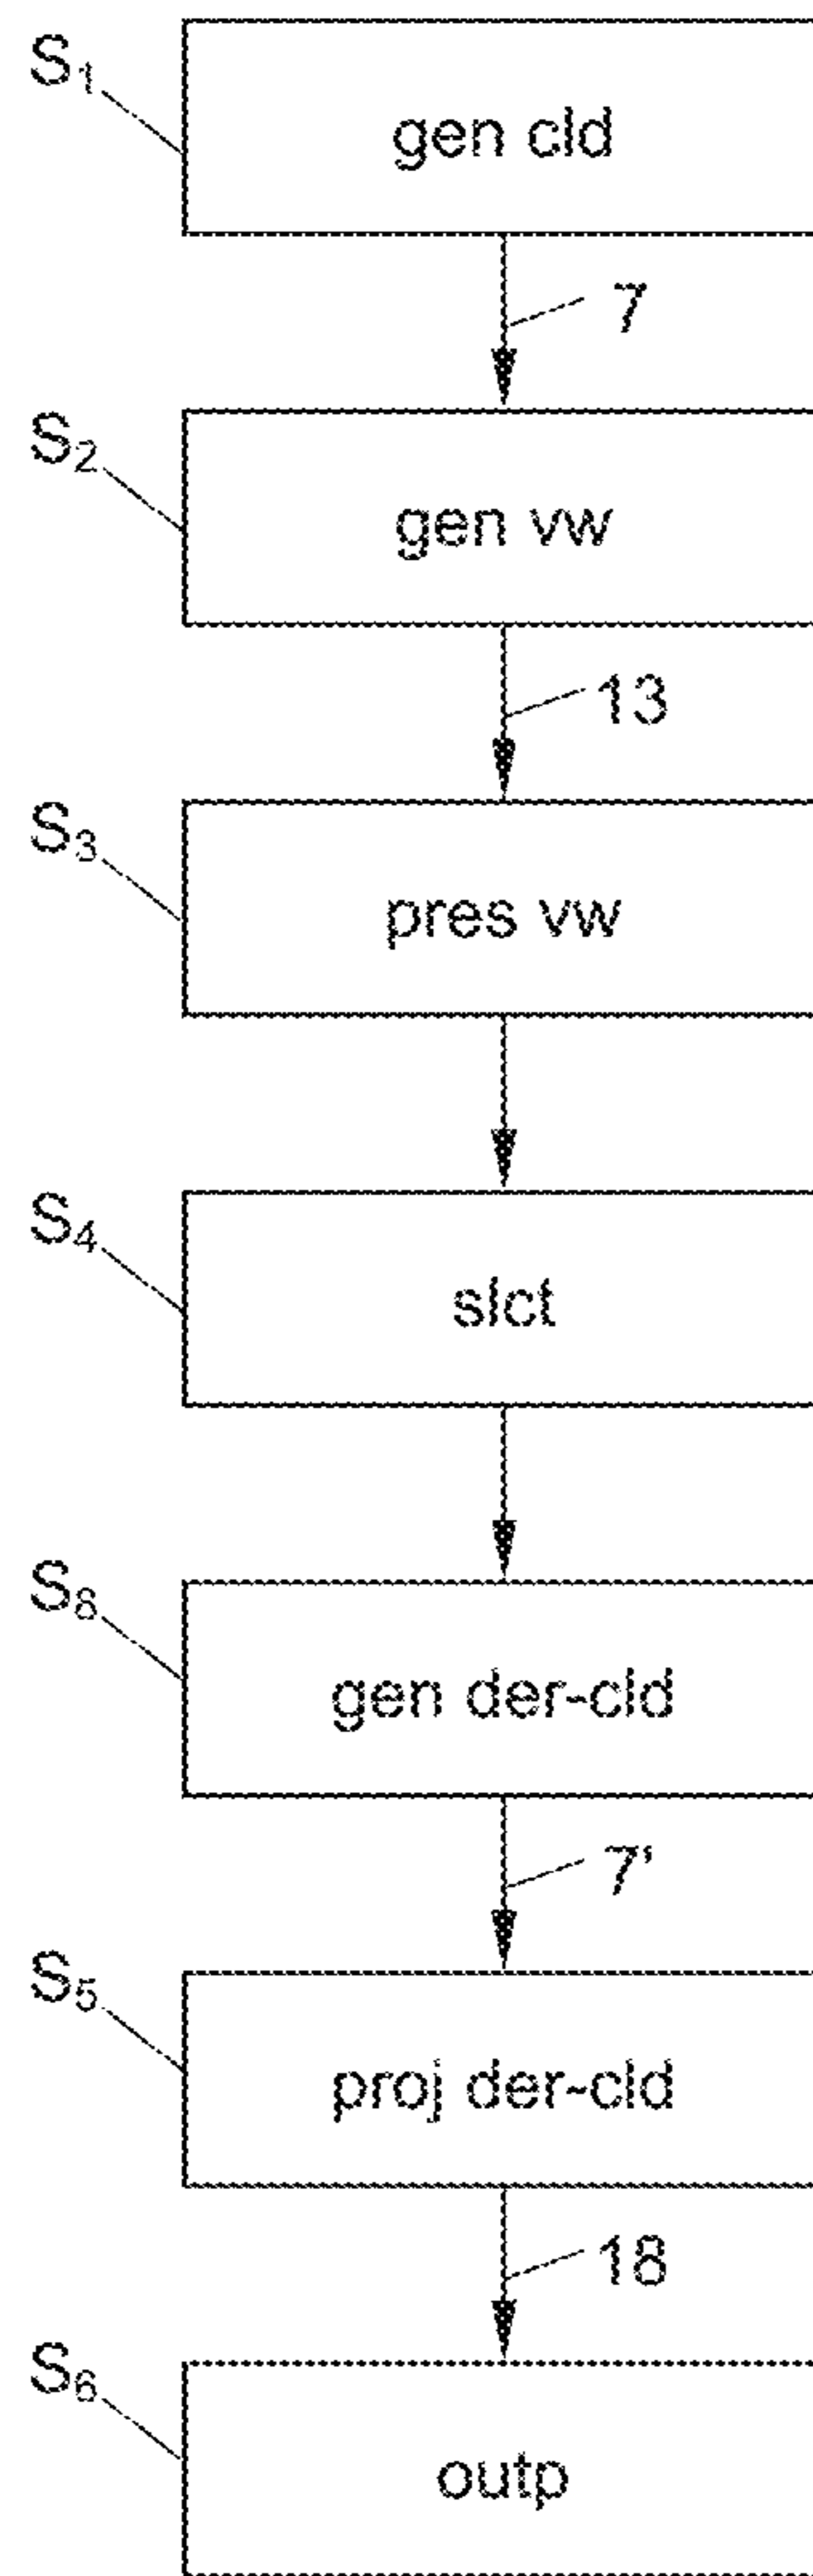 S1
gen cld
7
S2
gen vw
13
S3
pres vw
S4
slct
S8
gen der-cld
7'
S5
proj der-cld
18
S6
outp